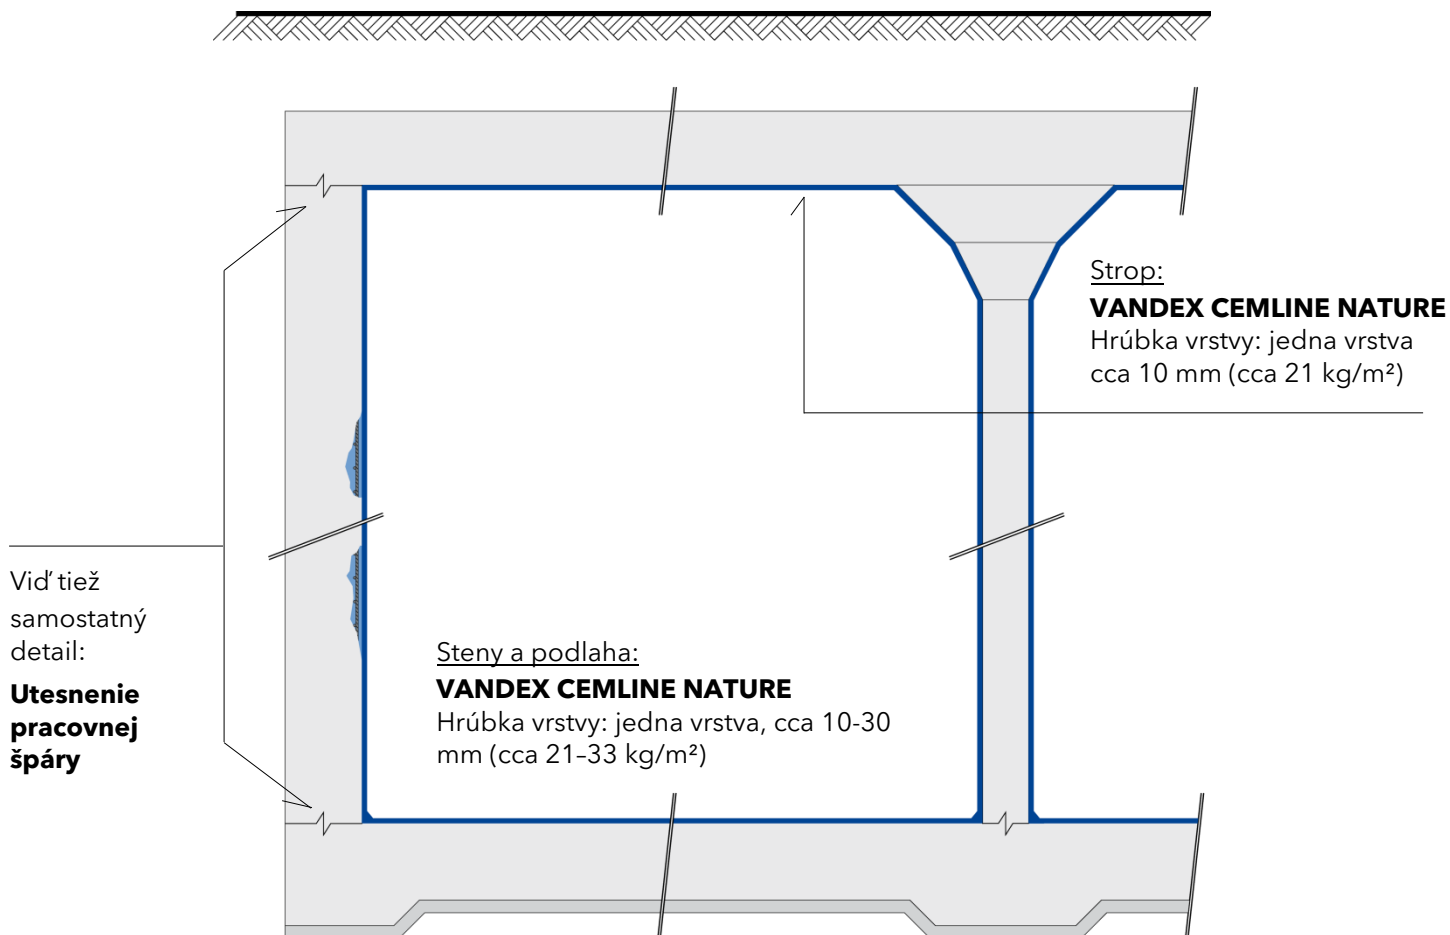 Strop:
VANDEX CEMLINE NATURE
Hrúbka vrstvy: jedna vrstva
cca 10 mm (cca 21 kg/m²)
Viď tiež
samostatný
detail:
Utesnenie
pracovnej
špáry
Steny a podlaha:
VANDEX CEMLINE NATURE
Hrúbka vrstvy: jedna vrstva, cca 10-30
mm (cca 21–33 kg/m²)